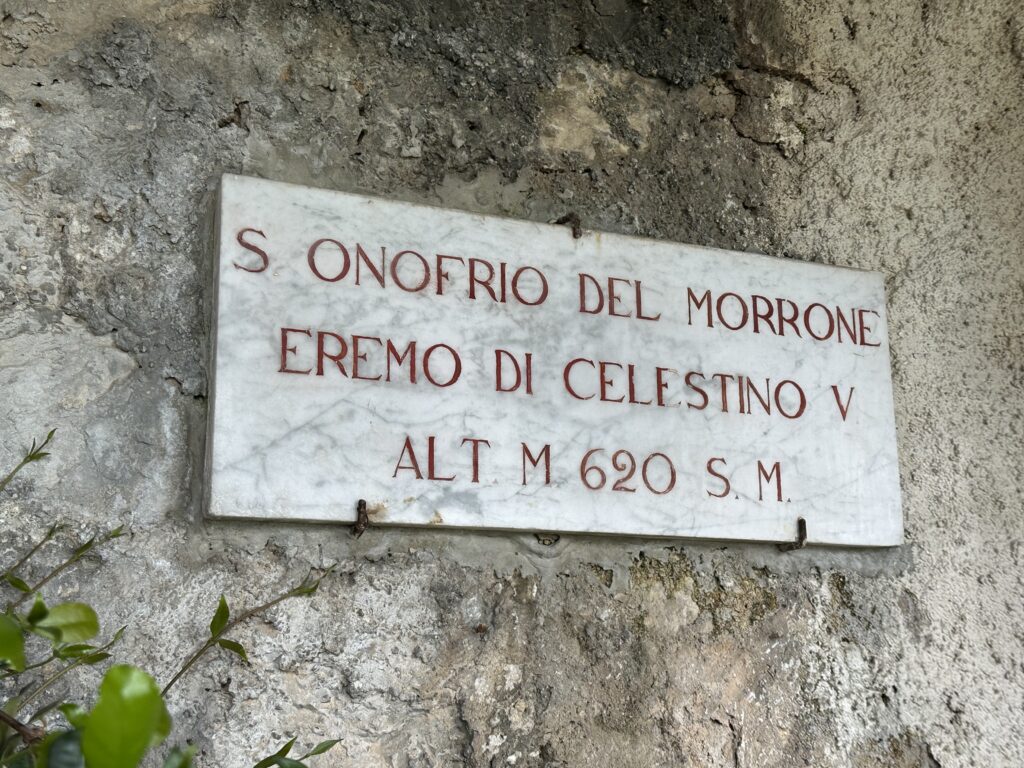 S. ONOFRIO DEL MORRONE
EREMO DI CELESTINO V
ALT. M. 620 S. M.